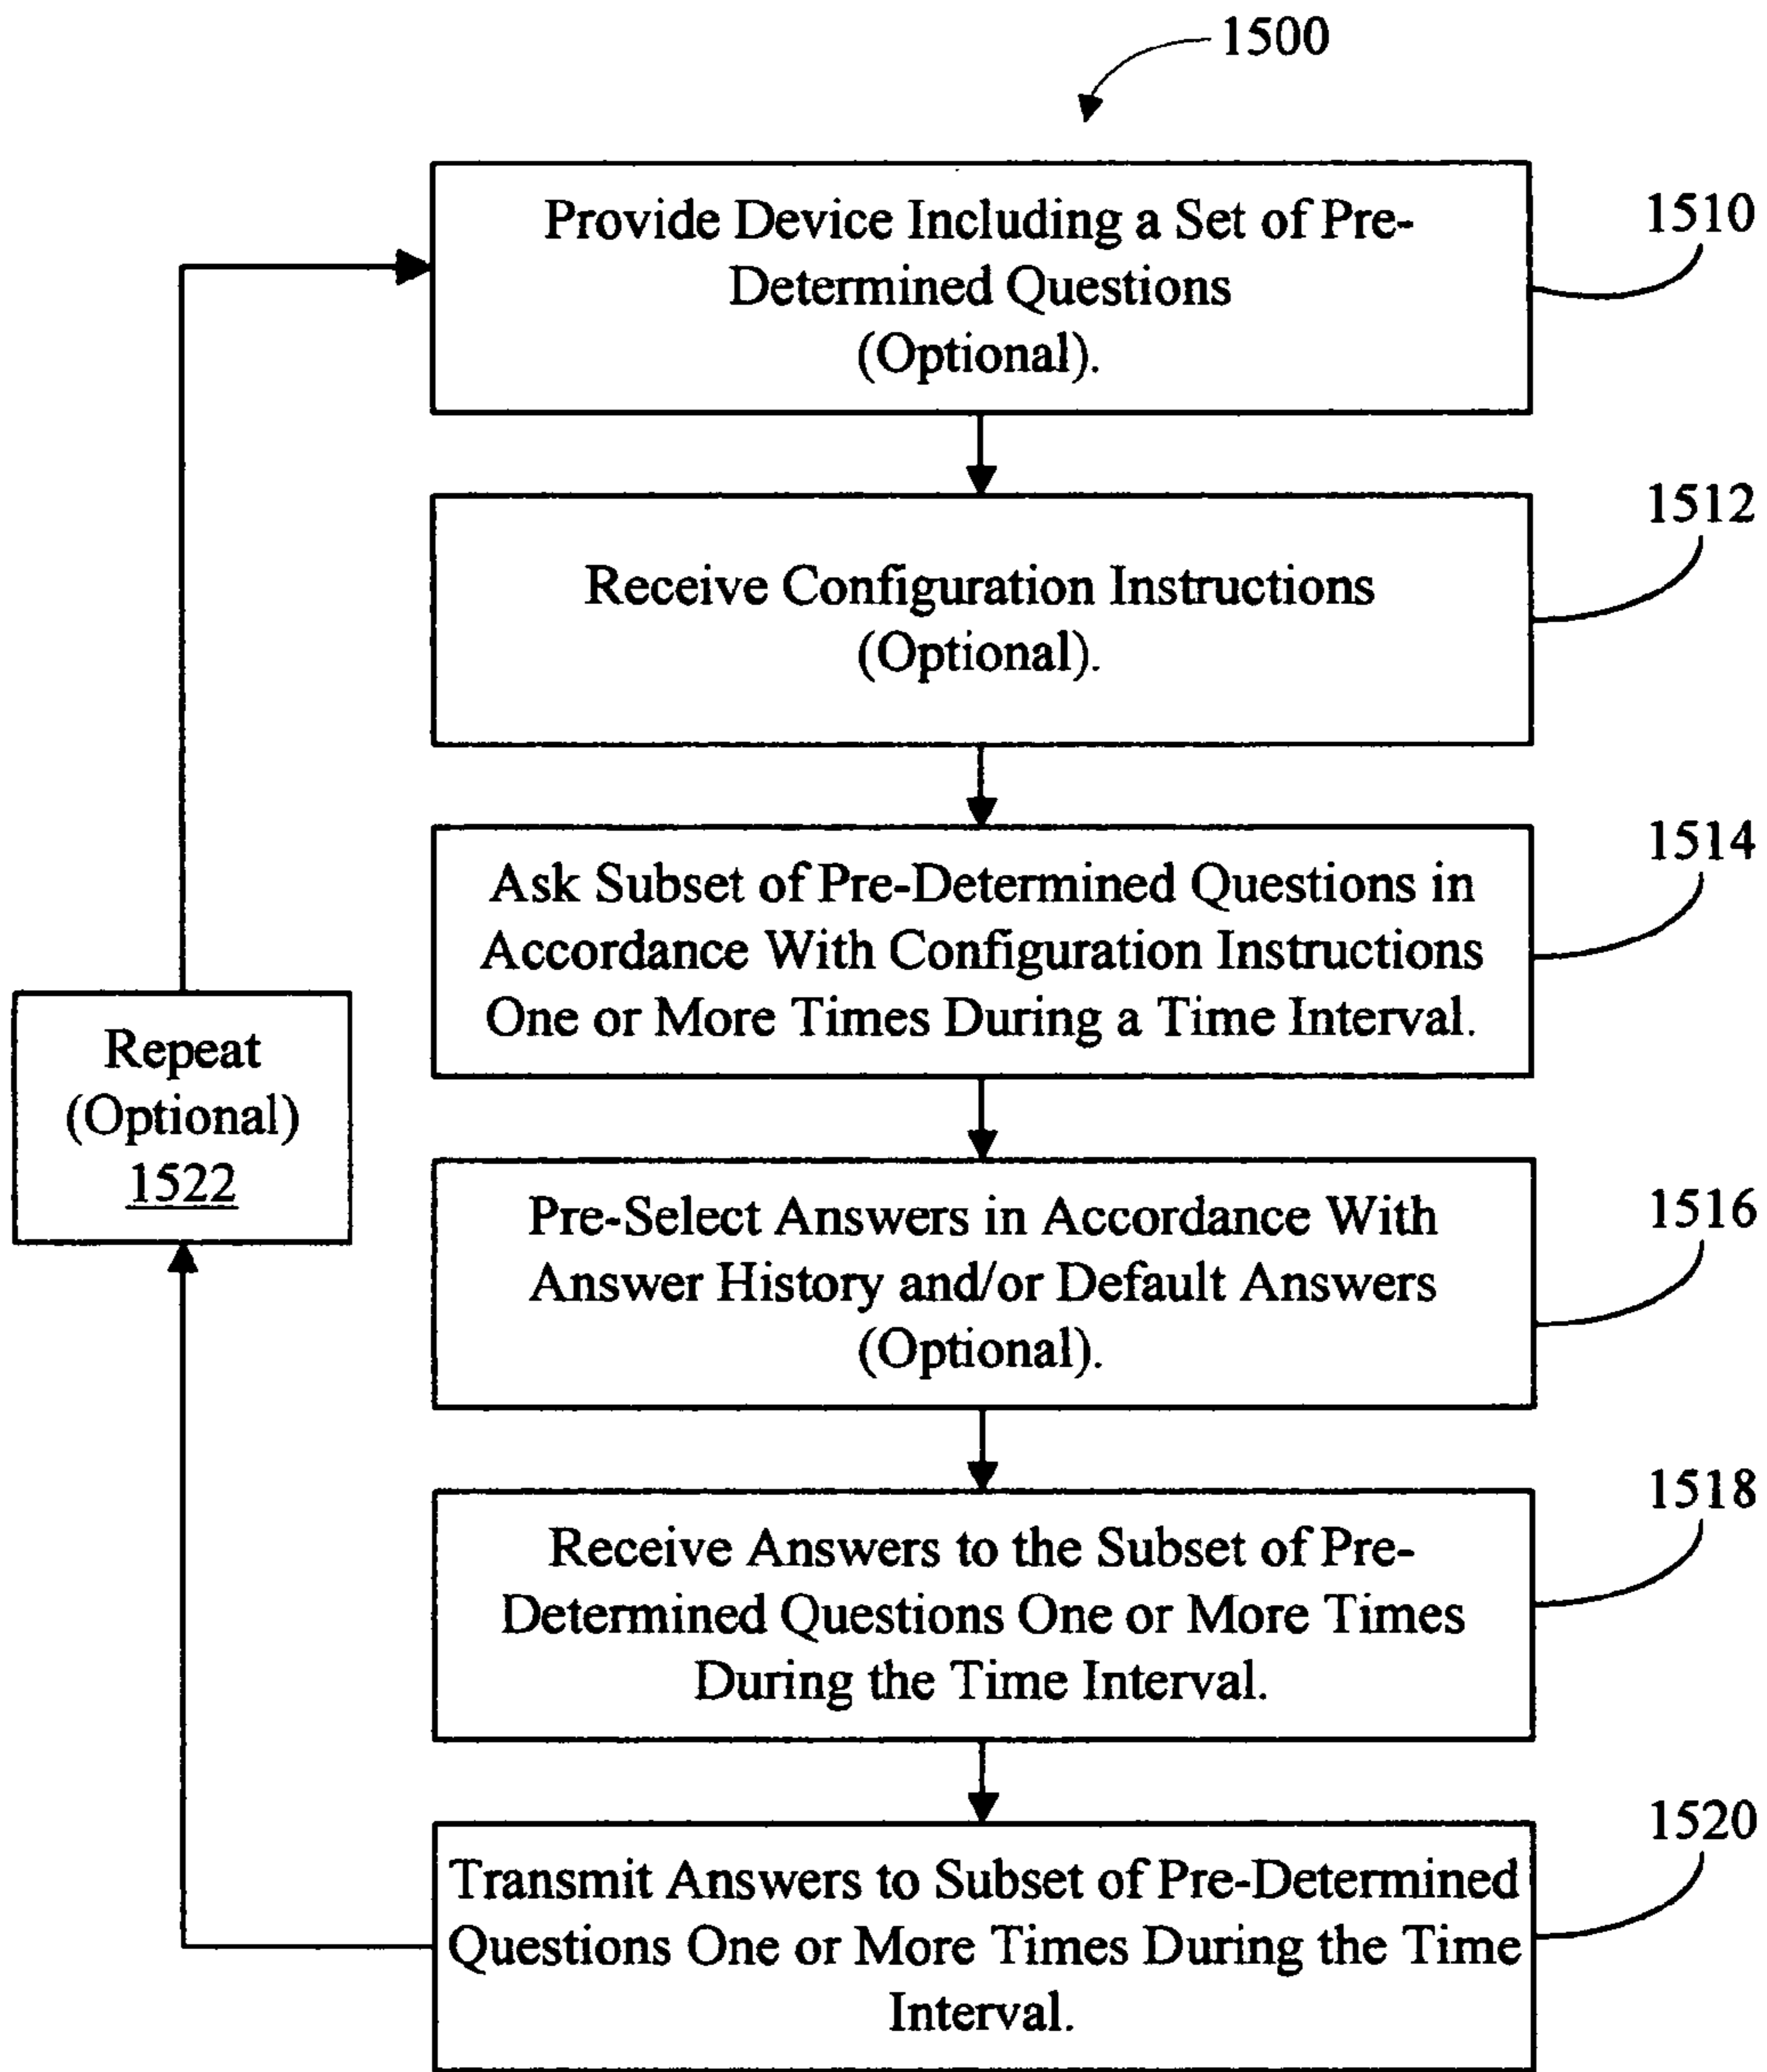 1500
Provide Device Including a Set of Pre-
Determined Questions
(Optional).
1510
Receive Configuration Instructions
(Optional).
1512
Ask Subset of Pre-Determined Questions in
Accordance With Configuration Instructions
One or More Times During a Time Interval.
1514
Repeat
(Optional)
1522
Pre-Select Answers in Accordance With
Answer History and/or Default Answers
(Optional).
1516
Receive Answers to the Subset of Pre-
Determined Questions One or More Times
During the Time Interval.
1518
Transmit Answers to Subset of Pre-Determined
Questions One or More Times During the Time
Interval.
1520